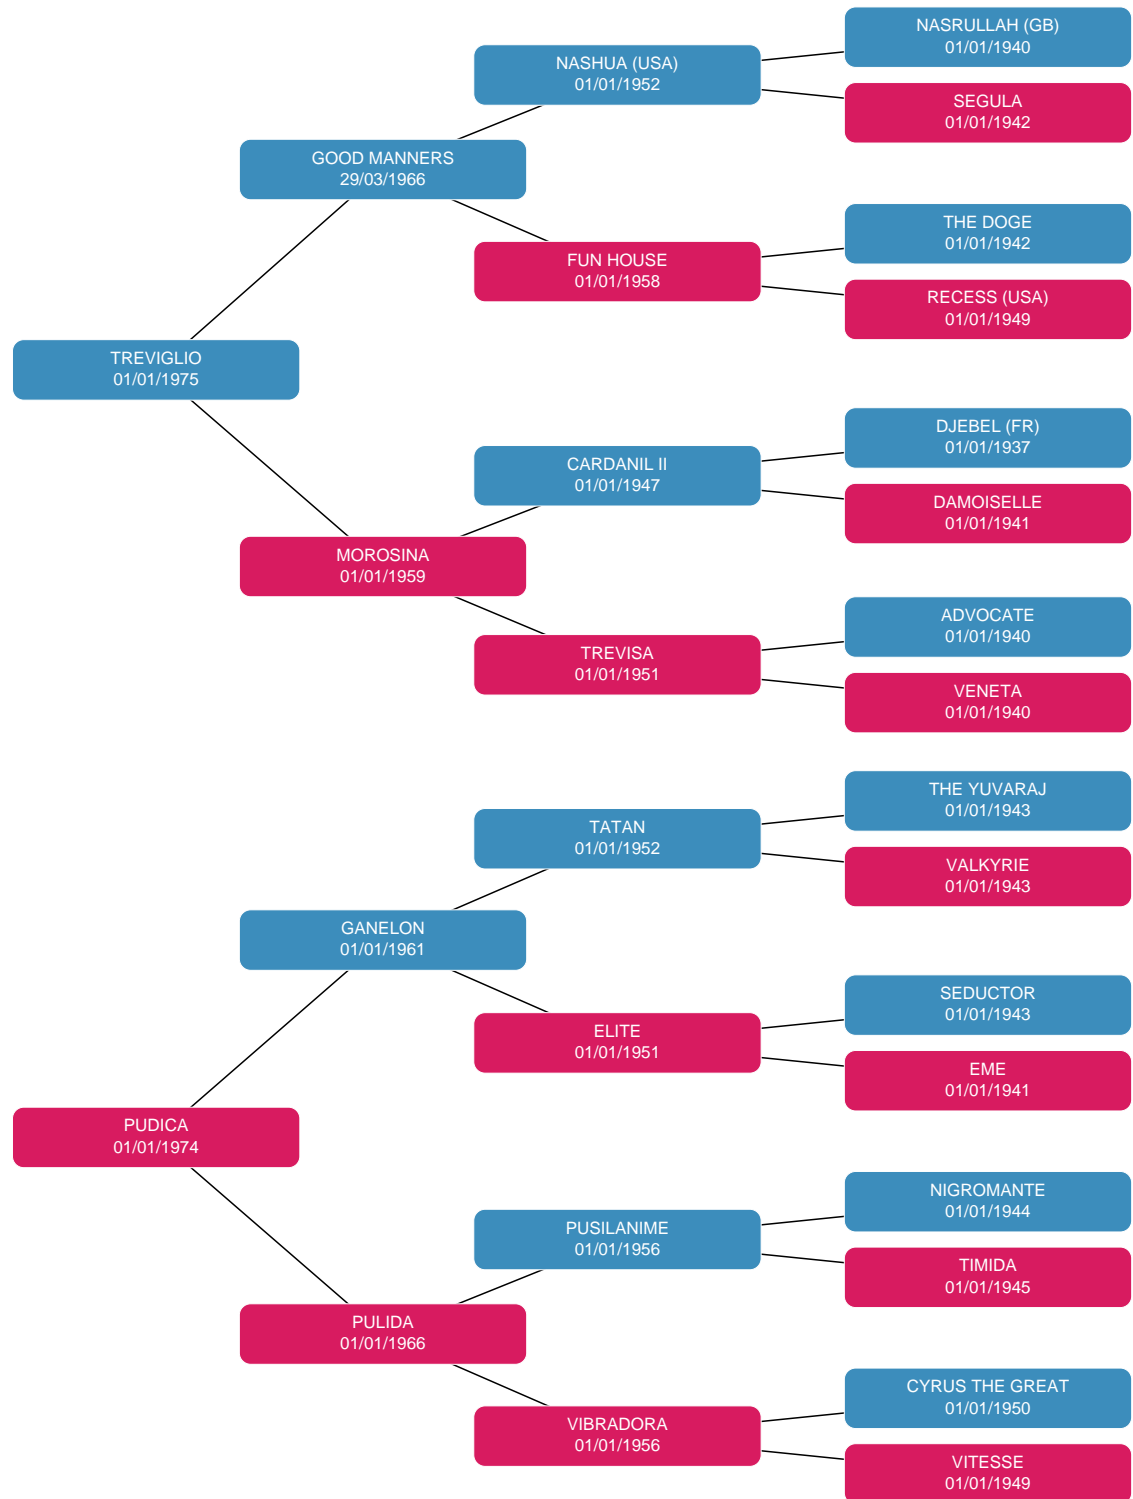 NASRULLAH (GB)
01/01/1940
NASHUA (USA)
01/01/1952
SEGULA
01/01/1942
GOOD MANNERS
29/03/1966
THE DOGE
01/01/1942
FUN HOUSE
01/01/1958
RECESS (USA)
01/01/1949
TREVIGLIO
01/01/1975
DJEBEL (FR)
01/01/1937
CARDANIL II
01/01/1947
DAMOISELLE
01/01/1941
MOROSINA
01/01/1959
ADVOCATE
01/01/1940
TREVISA
01/01/1951
VENETA
01/01/1940
THE YUVARAJ
01/01/1943
TATAN
01/01/1952
VALKYRIE
01/01/1943
GANELON
01/01/1961
SEDUCTOR
01/01/1943
ELITE
01/01/1951
EME
01/01/1941
PUDICA
01/01/1974
NIGROMANTE
01/01/1944
PUSILANIME
01/01/1956
TIMIDA
01/01/1945
PULIDA
01/01/1966
CYRUS THE GREAT
01/01/1950
VIBRADORA
01/01/1956
VITESSE
01/01/1949